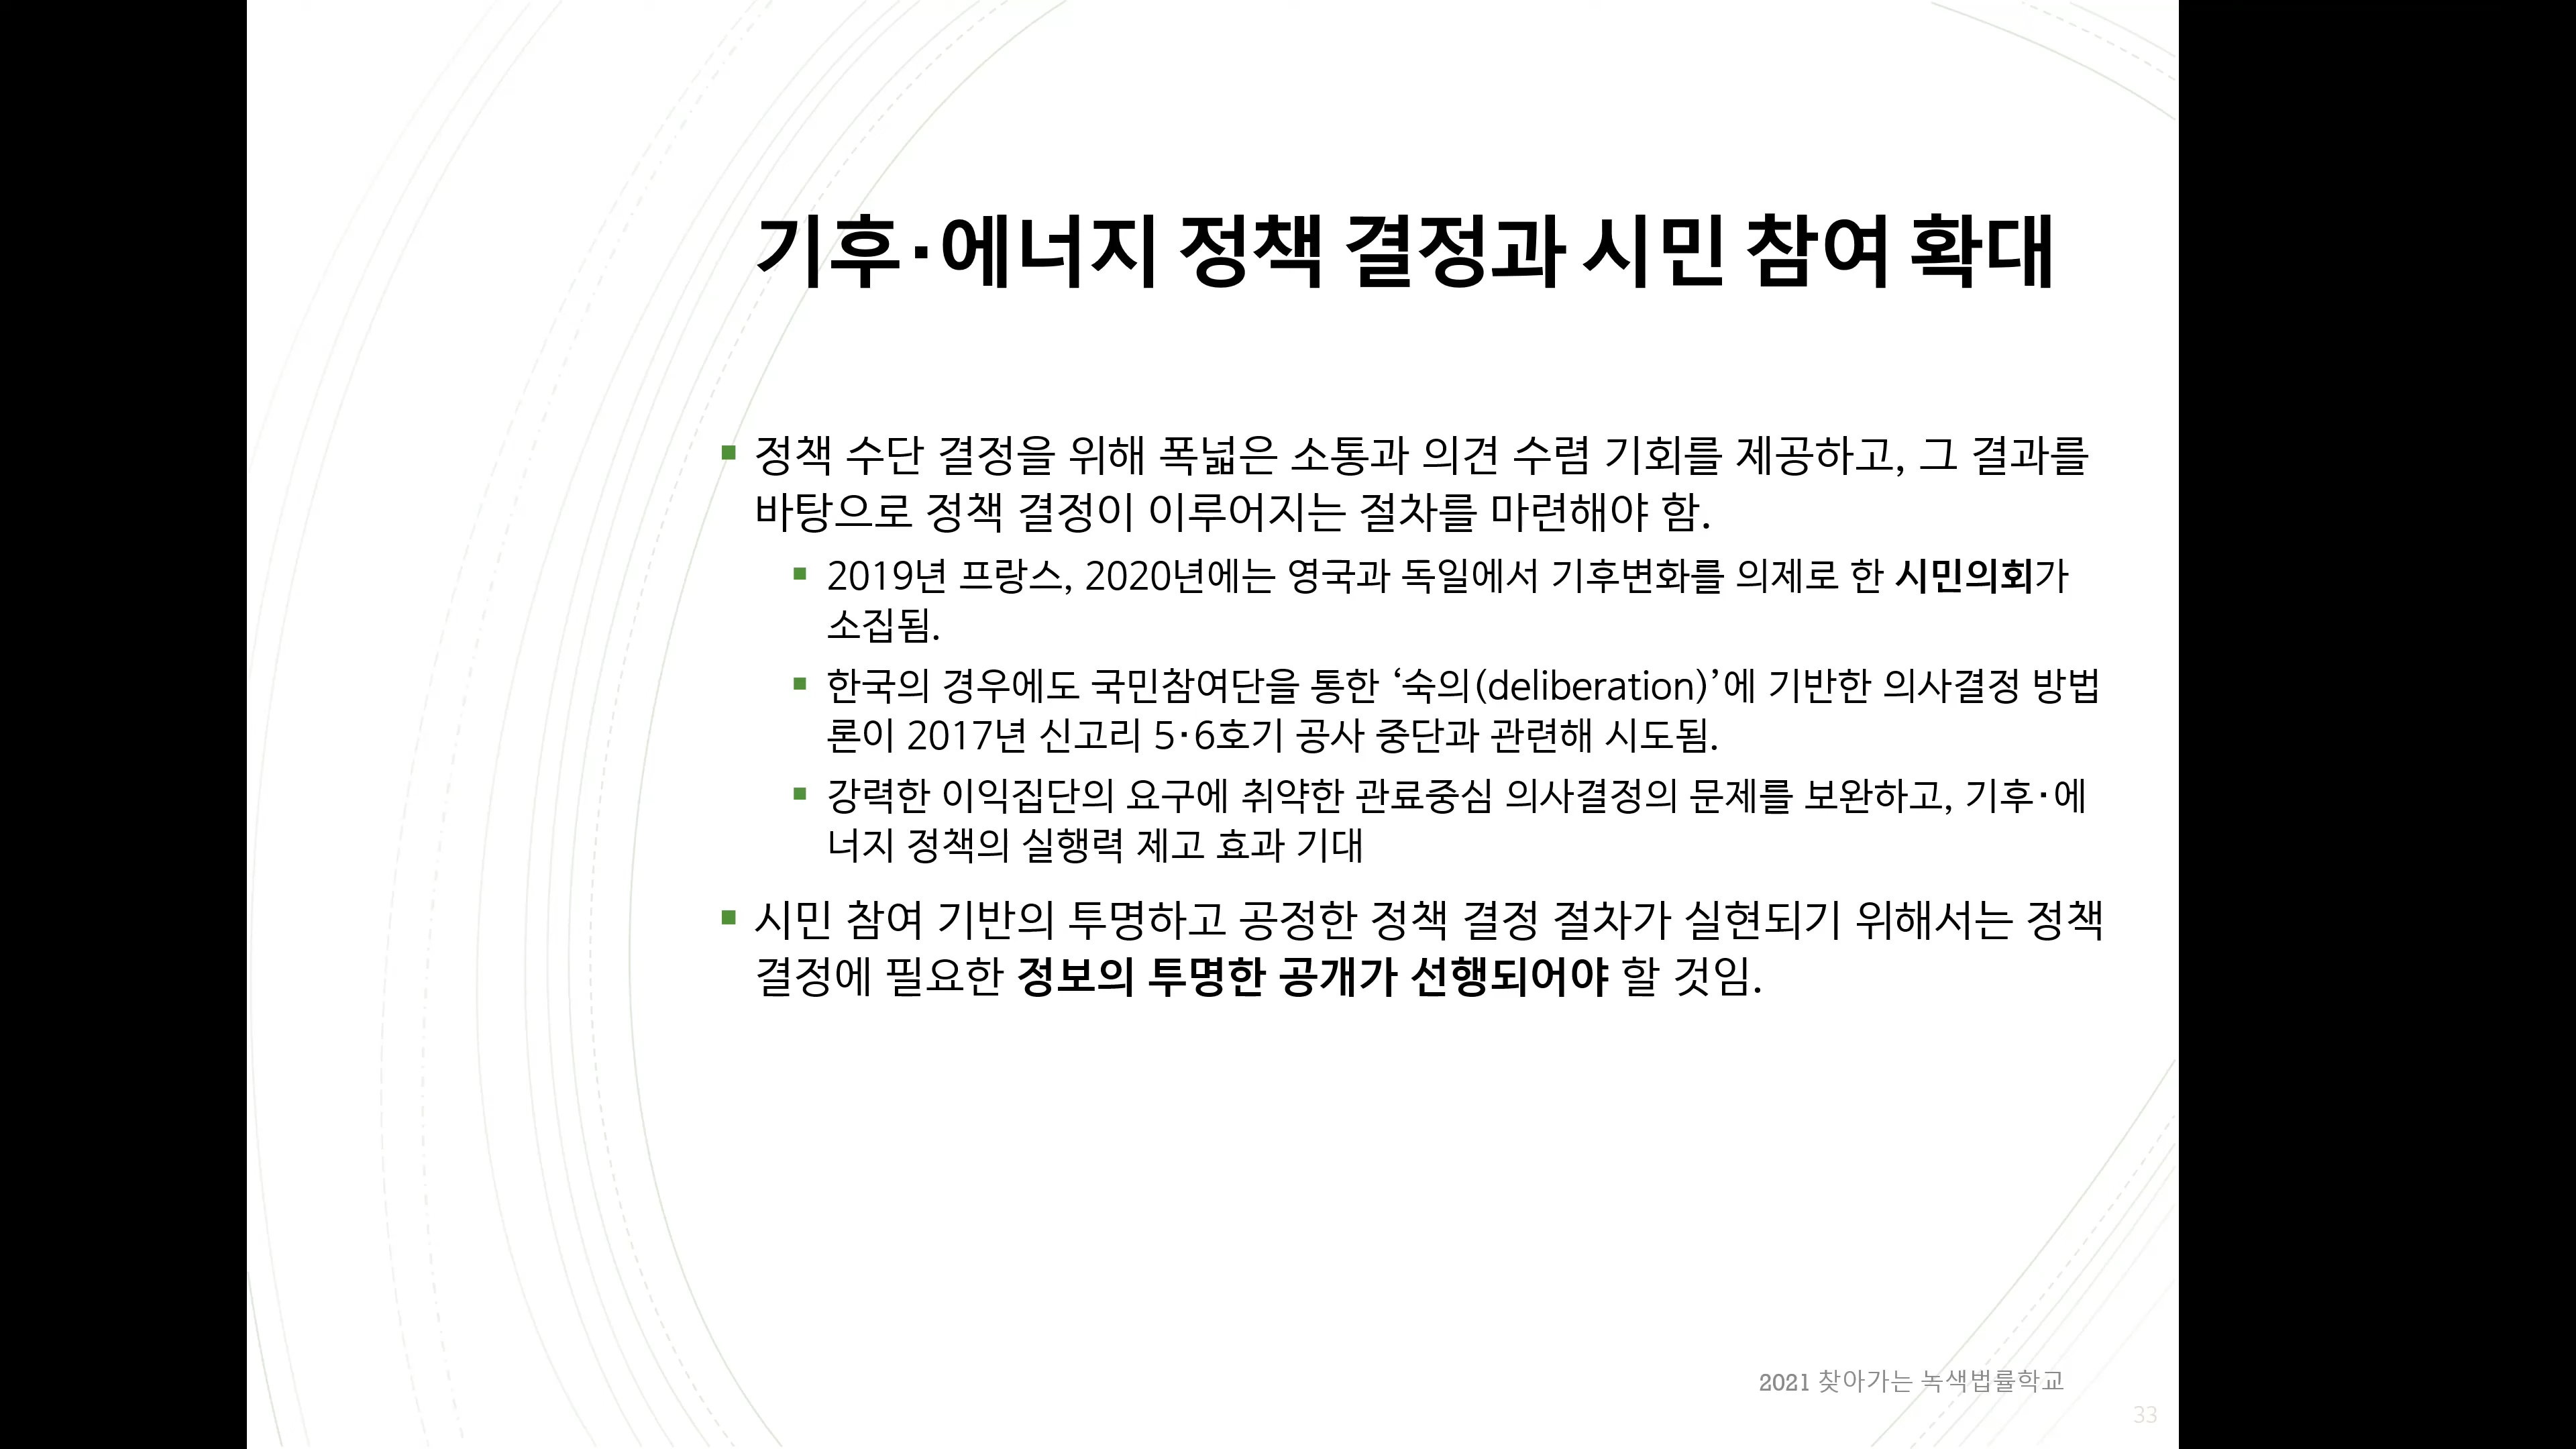 기후·에너지 정책 결정과 시민 참여 확대
정책 수단 결정을 위해 폭넓은 소통과 의견 수렴 기회를 제공하고, 그 결과를
바탕으로 정책 결정이 이루어지는 절차를 마련해야 함.
2019년 프랑스, 2020년에는 영국과 독일에서 기후변화를 의제로 한 시민의회가
소집됨.
한국의 경우에도 국민참여단을 통한 ‘숙의(deliberation)’에 기반한 의사결정 방법
론이 2017년 신고리 5·6호기 공사 중단과 관련해 시도됨.
강력한 이익집단의 요구에 취약한 관료중심 의사결정의 문제를 보완하고, 기후·에
너지 정책의 실행력 제고 효과 기대
시민 참여 기반의 투명하고 공정한 정책 결정 절차가 실현되기 위해서는 정책
결정에 필요한 정보의 투명한 공개가 선행되어야 할 것임.
2021 찾아가는 녹색법률학교
33